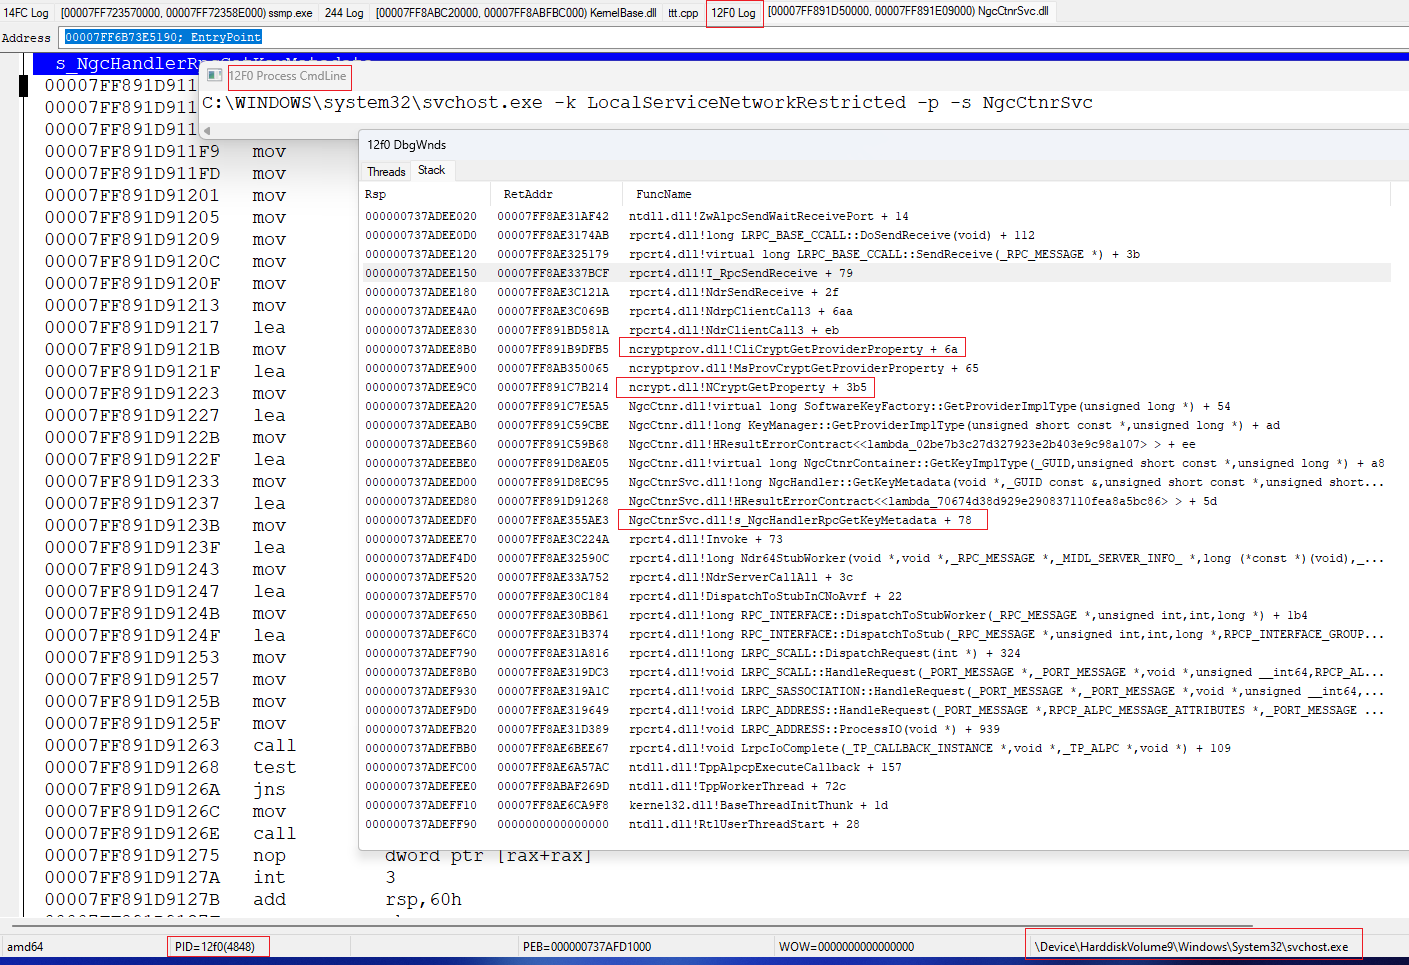 14FC Log [00007FF723570000, 00007FF72358E000) ssmp.exe 244 Log [00007FF8ABC20000, 00007FF8ABFBC000) KernelBase.dll ttt.cpp 12F0 Log [00007FF891D50000, 00007FF891E09000) NgcCtnrSvc.dll
Address 00007FF6B73E5190; EntryPoint
12F0 Process CmdLine
C:\WINDOWS\system32\svchost.exe -k LocalServiceNetworkRestricted -p -s NgcCtnrSvc
12f0 DbgWnds
Threads Stack
Rsp RetAddr FuncName
000000737ADEE020 00007FF8AE31AF42 ntdll.dll!ZwAlpcSendWaitReceivePort + 14
000000737ADEE0D0 00007FF8AE3174AB rpcrt4.dll!long LRPC_BASE_CCALL::DoSendReceive(void) + 112
000000737ADEE120 00007FF8AE325179 rpcrt4.dll!virtual long LRPC_BASE_CCALL::SendReceive(_RPC_MESSAGE *) + 3b
000000737ADEE150 00007FF8AE337BCF rpcrt4.dll!I_RpcSendReceive + 79
000000737ADEE180 00007FF8AE3C121A rpcrt4.dll!NdrSendReceive + 2f
000000737ADEE4A0 00007FF8AE3C069B rpcrt4.dll!NdrpClientCall3 + 6aa
000000737ADEE830 00007FF891BD581A rpcrt4.dll!NdrClientCall3 + eb
000000737ADEE8B0 00007FF891B9DFB5 ncryptprov.dll!CliCryptGetProviderProperty + 6a
000000737ADEE900 00007FF8AB350065 ncryptprov.dll!MsProvCryptGetProviderProperty + 65
000000737ADEE9C0 00007FF891C7B214 ncrypt.dll!NCryptGetProperty + 3b5
000000737ADEEA20 00007FF891C7E5A5 NgcCtnr.dll!virtual long SoftwareKeyFactory::GetProviderImplType(unsigned long *) + 54
000000737ADEEAB0 00007FF891C59CBE NgcCtnr.dll!long KeyManager::GetProviderImplType(unsigned short const *,unsigned long *) + ad
000000737ADEEB60 00007FF891C59B68 NgcCtnr.dll!HResultErrorContract<<lambda_02be7b3c27d327923e2b403e9c98a107> > + ee
000000737ADEEBE0 00007FF891D8AE05 NgcCtnr.dll!virtual long NgcCtnrContainer::GetKeyImplType(_GUID,unsigned short const *,unsigned long *) + a8
000000737ADEED00 00007FF891D8EC95 NgcCtnrSvc.dll!long NgcHandler::GetKeyMetadata(void *,_GUID const &,unsigned short const *,unsigned short...
000000737ADEED80 00007FF891D91268 NgcCtnrSvc.dll!HResultErrorContract<<lambda_70674d38d929e290837110fea8a5bc86> > + 5d
000000737ADEEDF0 00007FF8AE355AE3 NgcCtnrSvc.dll!s_NgcHandlerRpcGetKeyMetadata + 78
000000737ADEEE70 00007FF8AE3C224A rpcrt4.dll!Invoke + 73
000000737ADEF4D0 00007FF8AE32590C rpcrt4.dll!long Ndr64StubWorker(void *,void *,_RPC_MESSAGE *,_MIDL_SERVER_INFO_ *,long (*const *)(void),_...
000000737ADEF520 00007FF8AE33A752 rpcrt4.dll!NdrServerCallAll + 3c
000000737ADEF570 00007FF8AE30C184 rpcrt4.dll!DispatchToStubInCNoAvrf + 22
000000737ADEF650 00007FF8AE30BB61 rpcrt4.dll!long RPC_INTERFACE::DispatchToStubWorker(_RPC_MESSAGE *,unsigned int,int,long *) + 1b4
000000737ADEF6C0 00007FF8AE31B374 rpcrt4.dll!long RPC_INTERFACE::DispatchToStub(_RPC_MESSAGE *,unsigned int,int,long *,RPCP_INTERFACE_GROUP...
000000737ADEF790 00007FF8AE31A816 rpcrt4.dll!long LRPC_SCALL::DispatchRequest(int *) + 324
000000737ADEF8B0 00007FF8AE319DC3 rpcrt4.dll!void LRPC_SCALL::HandleRequest(_PORT_MESSAGE *,_PORT_MESSAGE *,void *,unsigned __int64,RPCP_AL...
000000737ADEF930 00007FF8AE319A1C rpcrt4.dll!void LRPC_SASSOCIATION::HandleRequest(_PORT_MESSAGE *,_PORT_MESSAGE *,void *,unsigned __int64,...
000000737ADEF9D0 00007FF8AE319649 rpcrt4.dll!void LRPC_ADDRESS::HandleRequest(_PORT_MESSAGE *,RPCP_ALPC_MESSAGE_ATTRIBUTES *,_PORT_MESSAGE ...
000000737ADEFB20 00007FF8AE31D389 rpcrt4.dll!void LRPC_ADDRESS::ProcessIO(void *) + 939
000000737ADEFBB0 00007FF8AE6BEE67 rpcrt4.dll!void LrpcIoComplete(_TP_CALLBACK_INSTANCE *,void *,_TP_ALPC *,void *) + 109
000000737ADEFC00 00007FF8AE6A57AC ntdll.dll!TppAlpcpExecuteCallback + 157
000000737ADEFEE0 00007FF8ABAF269D ntdll.dll!TppWorkerThread + 72c
000000737ADEFF10 00007FF8AE6CA9F8 kernel32.dll!BaseThreadInitThunk + 1d
000000737ADEFF90 0000000000000000 ntdll.dll!RtlUserThreadStart + 28
00007FF891D911
00007FF891D911
00007FF891D911
00007FF891D911F9 mov
00007FF891D911FD mov
00007FF891D91201 mov
00007FF891D91205 mov
00007FF891D91209 mov
00007FF891D9120C mov
00007FF891D9120F mov
00007FF891D91213 mov
00007FF891D91217 lea
00007FF891D9121B mov
00007FF891D9121F lea
00007FF891D91223 mov
00007FF891D91227 lea
00007FF891D9122B mov
00007FF891D9122F lea
00007FF891D91233 mov
00007FF891D91237 lea
00007FF891D9123B mov
00007FF891D9123F lea
00007FF891D91243 mov
00007FF891D91247 lea
00007FF891D9124B mov
00007FF891D9124F lea
00007FF891D91253 mov
00007FF891D91257 mov
00007FF891D9125B mov
00007FF891D9125F mov
00007FF891D91263 call
00007FF891D91268 test
00007FF891D9126A jns
00007FF891D9126C mov
00007FF891D9126E call
00007FF891D91275 nop dword ptr [rax+rax]
00007FF891D9127A int 3
00007FF891D9127B add rsp,60h
amd64 PID=12f0(4848) PEB=000000737AFD1000 WOW=0000000000000000 \Device\HarddiskVolume9\Windows\System32\svchost.exe